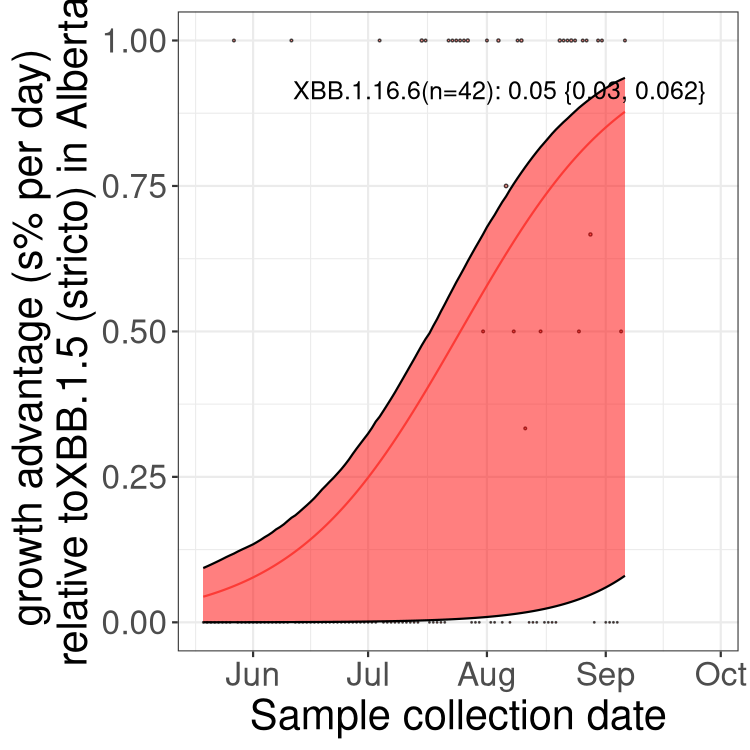 growth advantage (s% per day)
relative toXBB.1.5 (stricto) in Alberta
1.00
0.75
0.50
0.25
0.00
XBB.1.16.6(n=42): 0.05 {0.03, 0.062}
Jun Jul Aug Sep Oct
Sample collection date